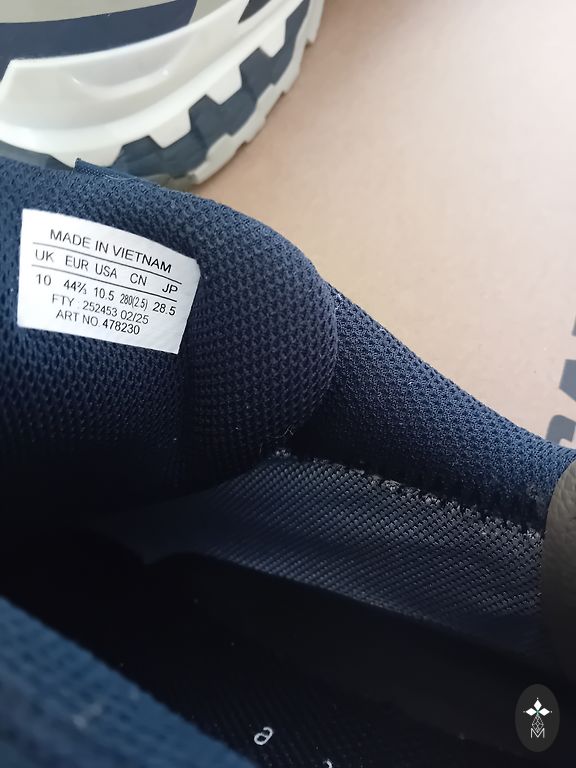 MADE IN VIETNAM
UK EUR USA CN JP
10 44⅔ 10.5 280(2.5) 28.5
FTY : 252453 02/25
ART NO.478230
a